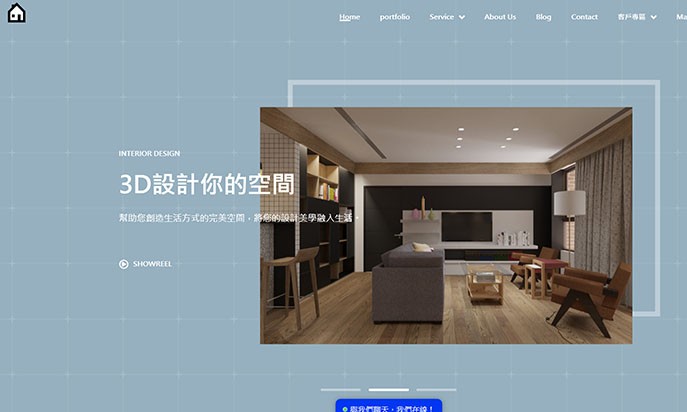 Home portfolio Service About Us Blog Contact 客戶專區 Ma
INTERIOR DESIGN
3D設計你的空間
幫助您創造生活方式的完美空間，將您的設計美學融入生活。
SHOWREEL
與我們聊天，我們在線！